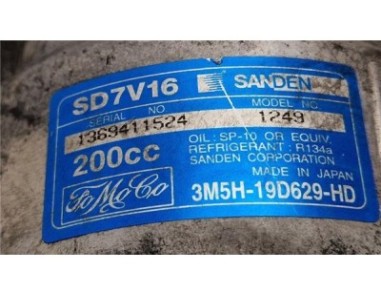 SD7V16 SANDEN
SERIAL NO MODEL NO.
1369411524 1249
200cc
OIL: SP-10 OR EQUIV.
REFRIGERANT: R134a
SANDEN CORPORATION
MADE IN JAPAN
FoMoCo 3M5H-19D629-HD